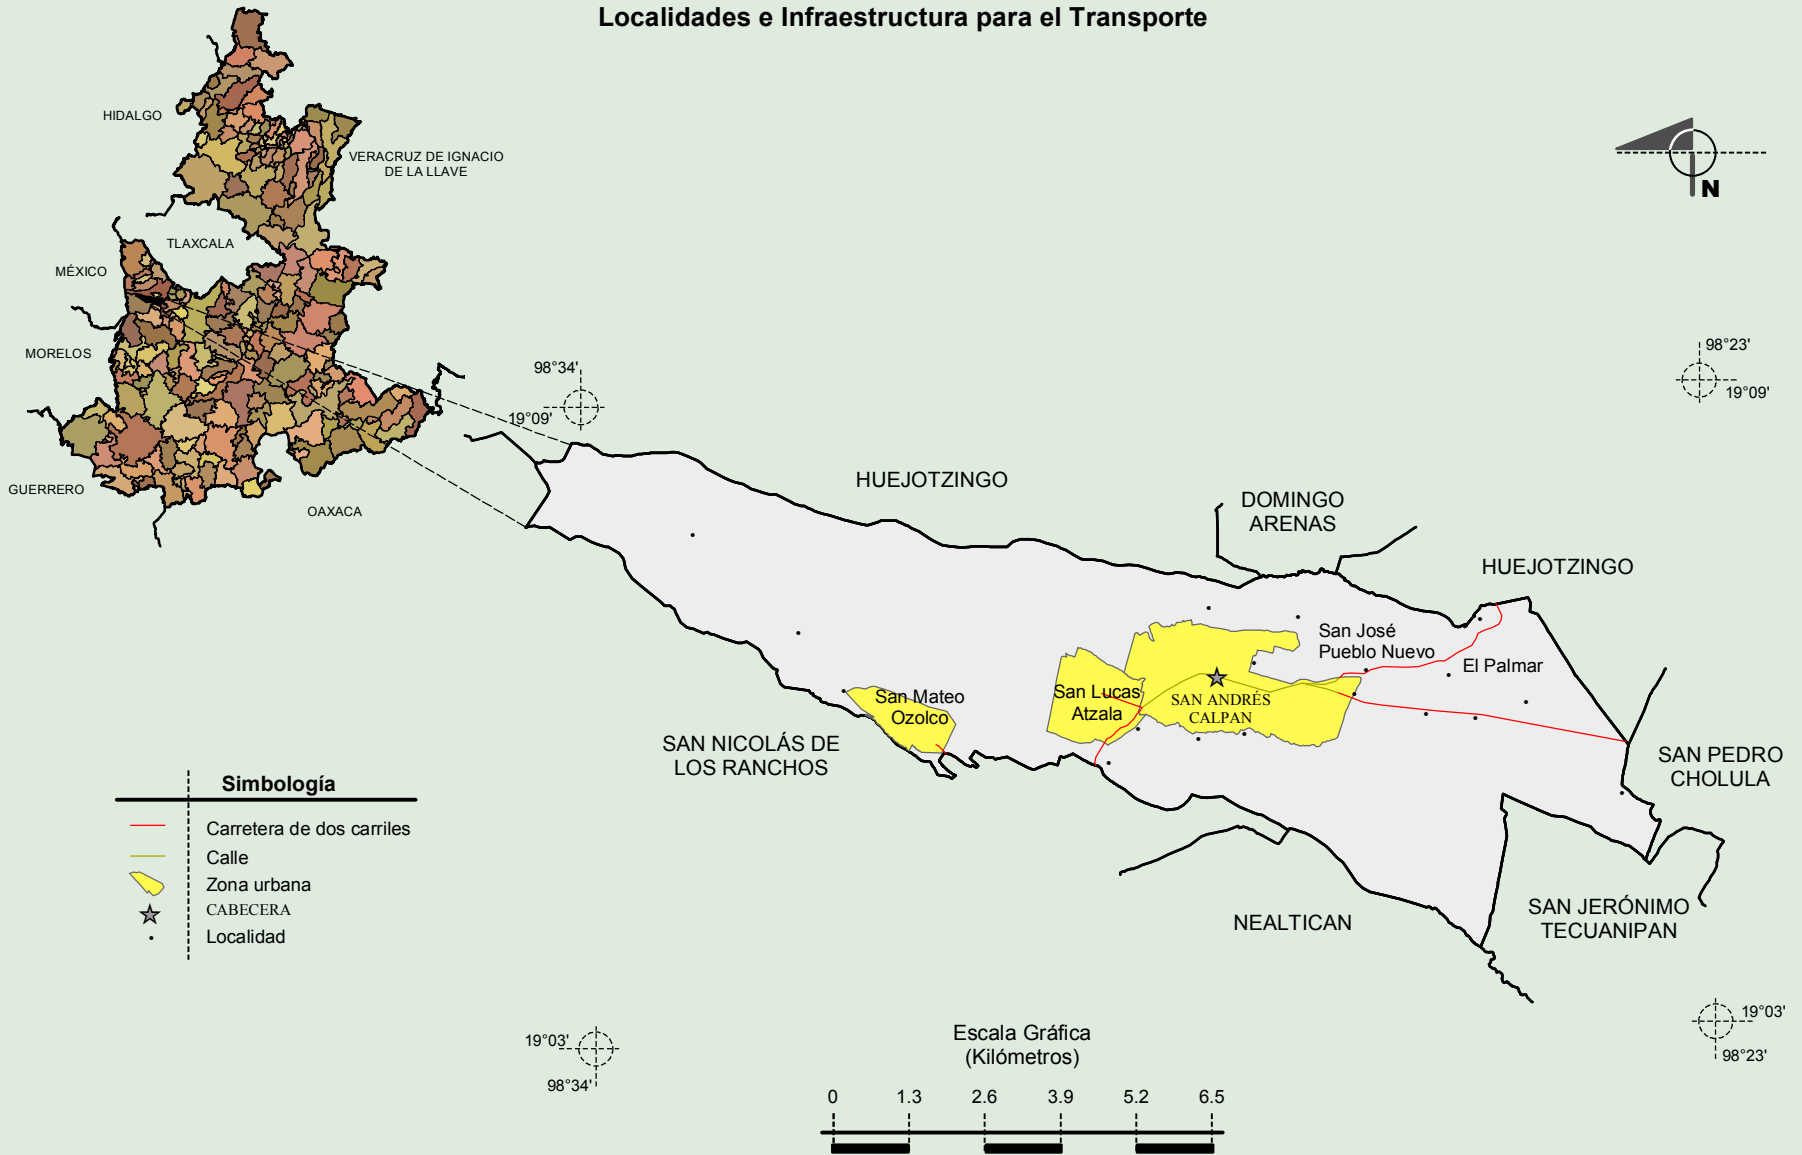 Localidades e Infraestructura para el Transporte
HIDALGO
VERACRUZ DE IGNACIO
DE LA LLAVE
TLAXCALA
MÉXICO
MORELOS
GUERRERO
OAXACA
N
98°34'
19°09'
98°23'
19°09'
HUEJOTZINGO
DOMINGO
ARENAS
HUEJOTZINGO
San José
Pueblo Nuevo
El Palmar
San Mateo
Ozolco
San Lucas
Atzala
SAN ANDRÉS
CALPAN
SAN NICOLÁS DE
LOS RANCHOS
SAN PEDRO
CHOLULA
NEALTICAN
SAN JERÓNIMO
TECUANIPAN
Simbología
Carretera de dos carriles
Calle
Zona urbana
CABECERA
Localidad
19°03'
98°34'
19°03'
98°23'
Escala Gráfica
(Kilómetros)
0 1.3 2.6 3.9 5.2 6.5